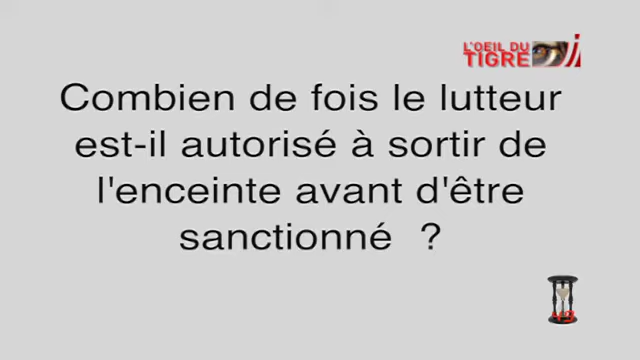 L'OEIL DU
TIGRE
Combien de fois le lutteur
est-il autorisé à sortir de
l'enceinte avant d'être
sanctionné ?